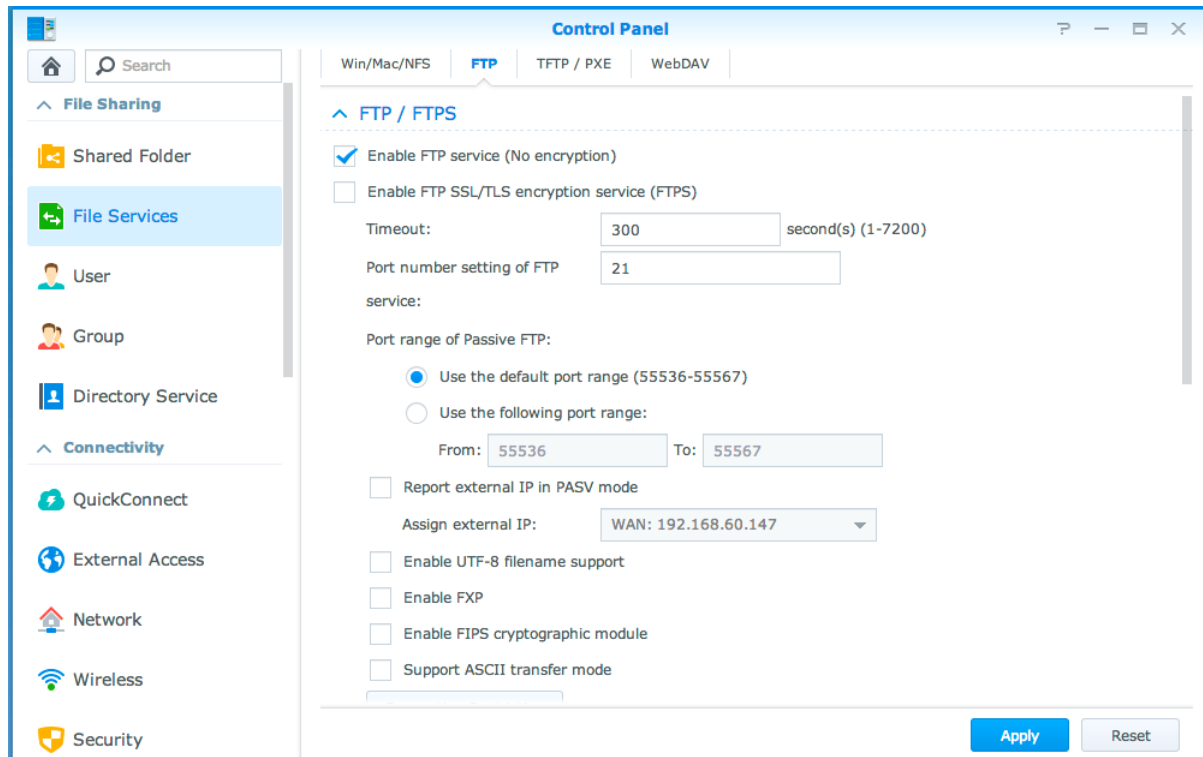 Control Panel
Search
File Sharing
Shared Folder
File Services
User
Group
Directory Service
Connectivity
QuickConnect
External Access
Network
Wireless
Security
Win/Mac/NFS FTP TFTP / PXE WebDAV
FTP / FTPS
Enable FTP service (No encryption)
Enable FTP SSL/TLS encryption service (FTPS)
Timeout: 300 second(s) (1-7200)
Port number setting of FTP 21
service:
Port range of Passive FTP:
Use the default port range (55536-55567)
Use the following port range:
From: 55536 To: 55567
Report external IP in PASV mode
Assign external IP: WAN: 192.168.60.147
Enable UTF-8 filename support
Enable FXP
Enable FIPS cryptographic module
Support ASCII transfer mode
Apply Reset